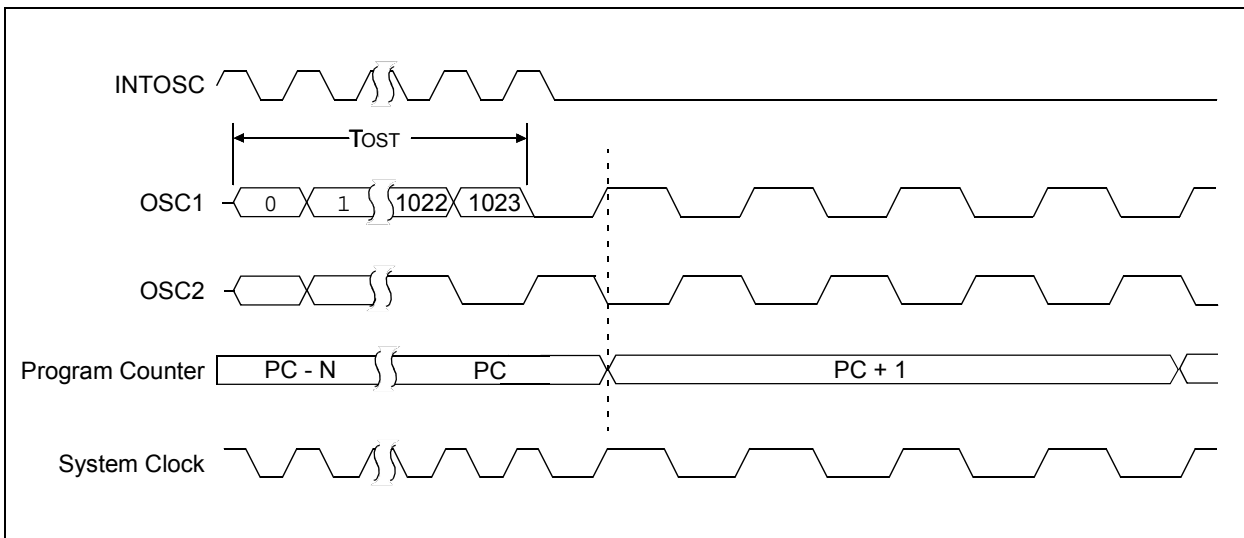 INTOSC
TOST
OSC1 0 1 1022 1023
OSC2
Program Counter PC - N PC PC + 1
System Clock